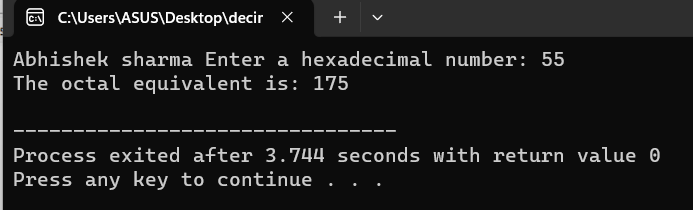 C:\Users\ASUS\Desktop\decir
Abhishek sharma Enter a hexadecimal number: 55
The octal equivalent is: 175
--------------------------------
Process exited after 3.744 seconds with return value 0
Press any key to continue . . .